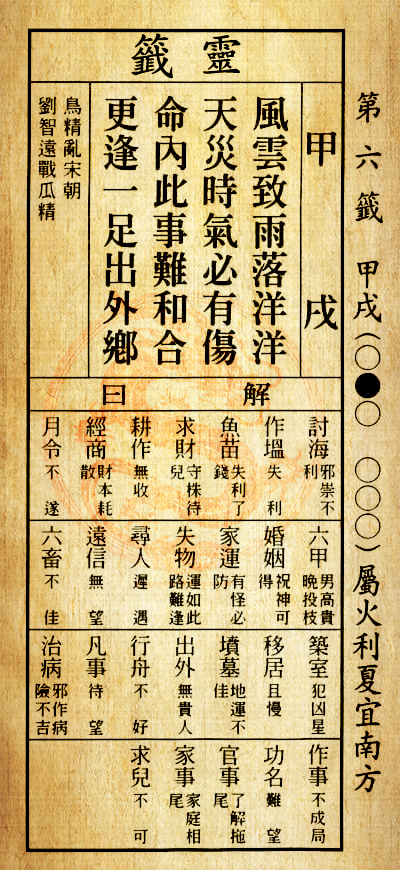 第六籤　甲戌(○●○　○○○)屬火利夏宜南方
靈籤
甲戌
風雲致雨落洋洋
天災時氣必有傷
命內此事難和合
更逢一足出外鄉
鳥精亂宋朝
劉智遠戰瓜精
解曰
討海 邪祟不利
作塭 失利
魚苗 失利了錢
求財 守株待兒
耕作 無收
經商 財本耗散
月令 不遂
六甲 男高貴晚投枝
婚姻 祝神可得
家運 有怪必防
失物 運如此路難逢
尋人 遲遇
遠信 無望
六畜 不佳
築室 犯凶星
移居 且慢
墳墓 地運不佳
出外 無貴人
行舟 不好
凡事 待望
治病 邪作病險不吉
作事 不成局
功名 難望
官事 了解拖尾
家事 家庭相尾
求兒 不可